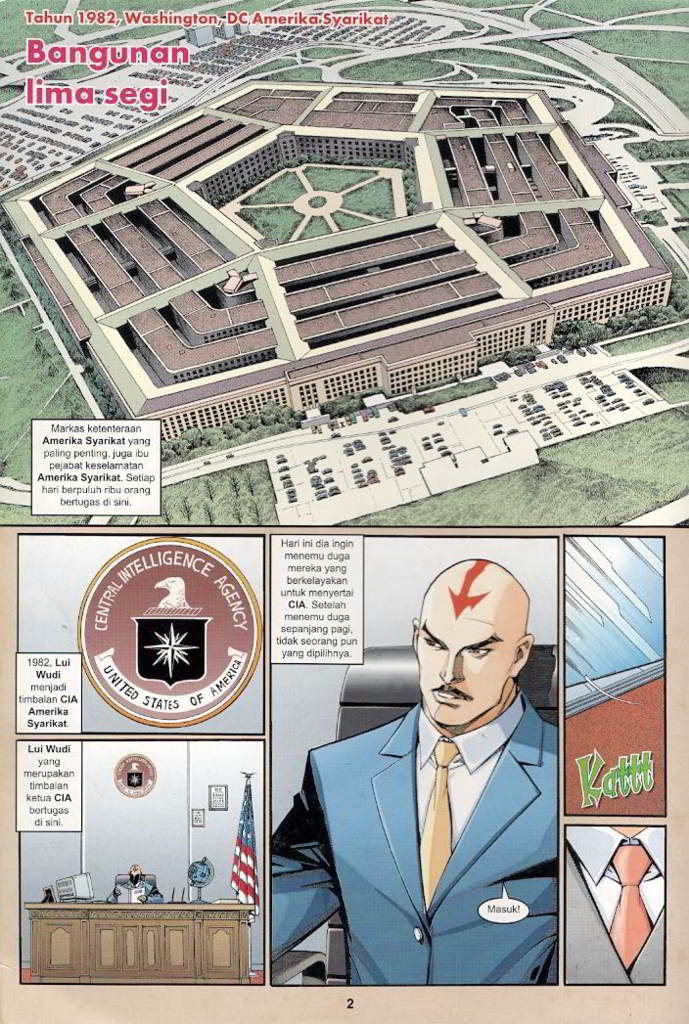 Tahun 1982, Washington, DC Amerika Syarikat
Bangunan
lima segi
Markas ketenteraan
Amerika Syarikat yang
paling penting, juga ibu
pejabat keselamatan
Amerika Syarikat. Setiap
hari berpuluh ribu orang
bertugas di sini.
CENTRAL INTELLIGENCE AGENCY
UNITED STATES OF AMERICA
1982, Lui
Wudi
menjadi
timbalan CIA
Amerika
Syarikat.
Lui Wudi
yang
merupakan
timbalan
ketua CIA
bertugas
di sini.
Hari ini dia ingin
menemu duga
mereka yang
berkelayakan
untuk menyertai
CIA. Setelah
menemu duga
sepanjang pagi,
tidak seorang pun
yang dipilihnya.
Masuk!
Kattt
2